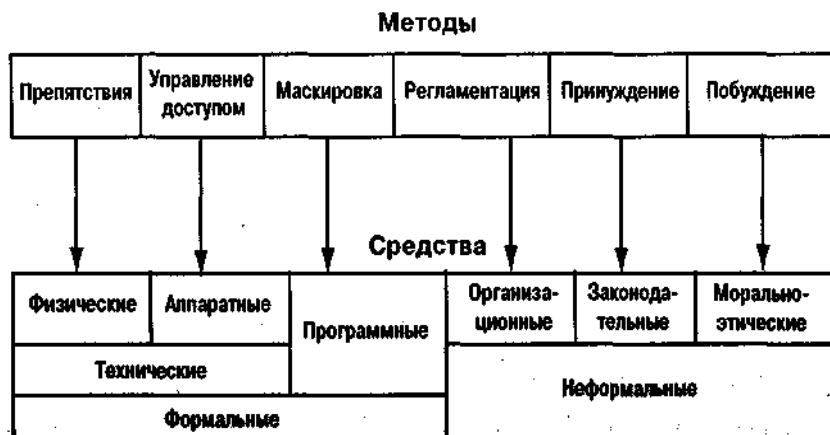 Методы
Препятствия
Управление
доступом
Маскировка
Регламентация
Принуждение
Побуждение
Средства
Физические
Аппаратные
Программные
Организа-
ционные
Законода-
тельные
Морально-
этические
Технические
Неформальные
Формальные